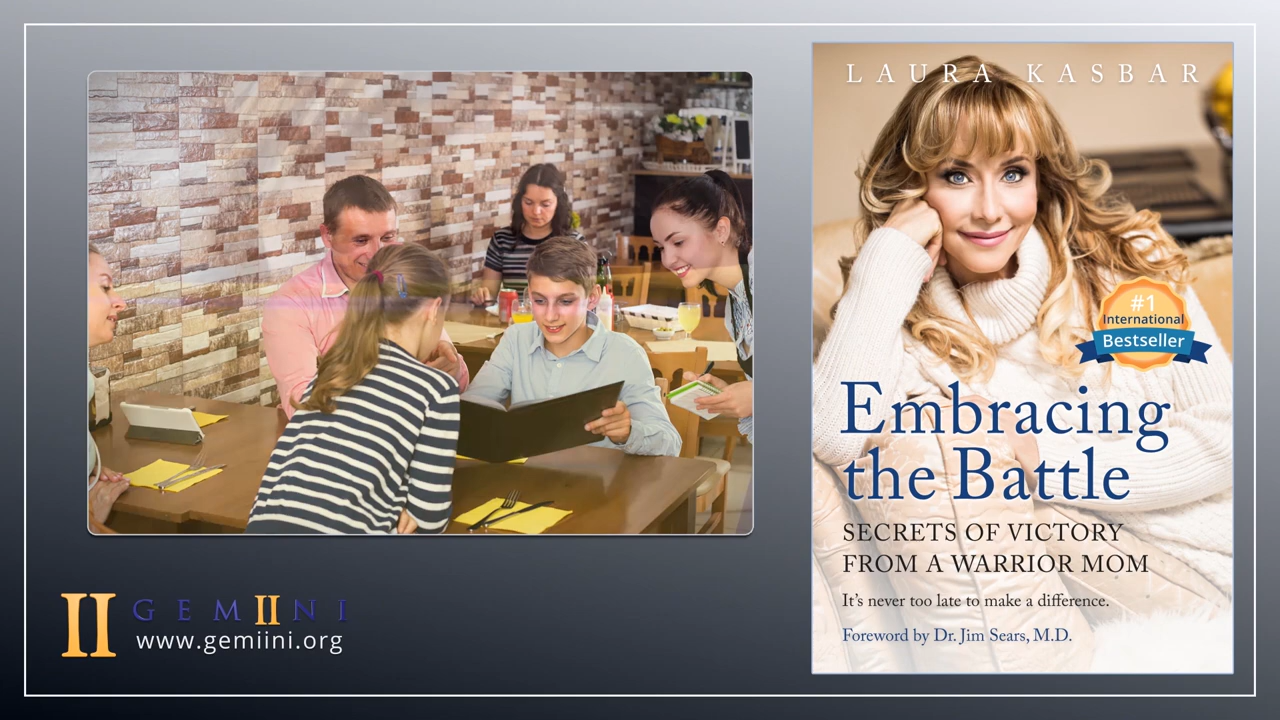 LAURA KASBAR
#1
International
Bestseller
Embracing
the Battle
SECRETS OF VICTORY
FROM A WARRIOR MOM
It's never too late to make a difference.
Foreword by Dr. Jim Sears, M.D.
II GEMIINI
www.gemiini.org